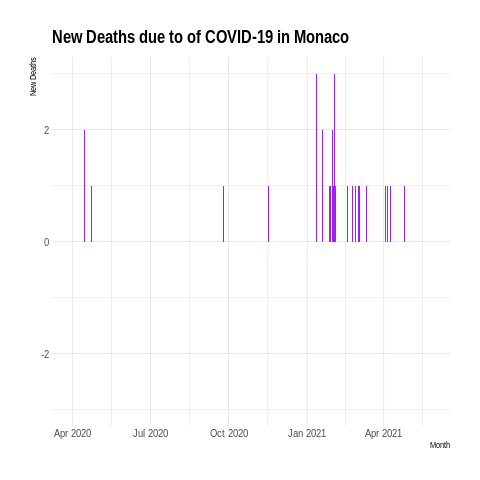 New Deaths due to of COVID-19 in Monaco
New Deaths
2
0
-2
Apr 2020 Jul 2020 Oct 2020 Jan 2021 Apr 2021
Month